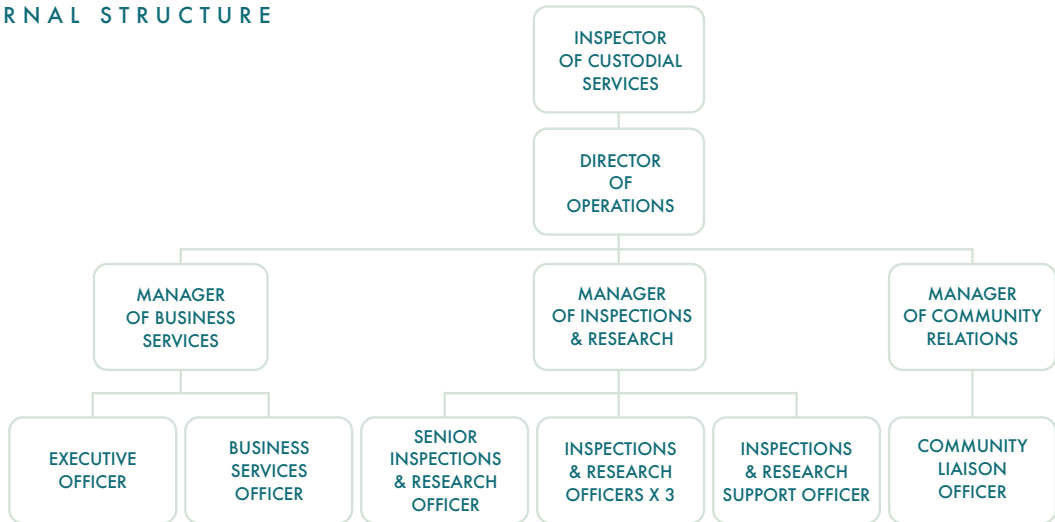 RNAL STRUCTURE
INSPECTOR
OF CUSTODIAL
SERVICES
DIRECTOR
OF
OPERATIONS
MANAGER
OF BUSINESS
SERVICES
MANAGER
OF INSPECTIONS
& RESEARCH
MANAGER
OF COMMUNITY
RELATIONS
EXECUTIVE
OFFICER
BUSINESS
SERVICES
OFFICER
SENIOR
INSPECTIONS
& RESEARCH
OFFICER
INSPECTIONS
& RESEARCH
OFFICERS X 3
INSPECTIONS
& RESEARCH
SUPPORT OFFICER
COMMUNITY
LIAISON
OFFICER